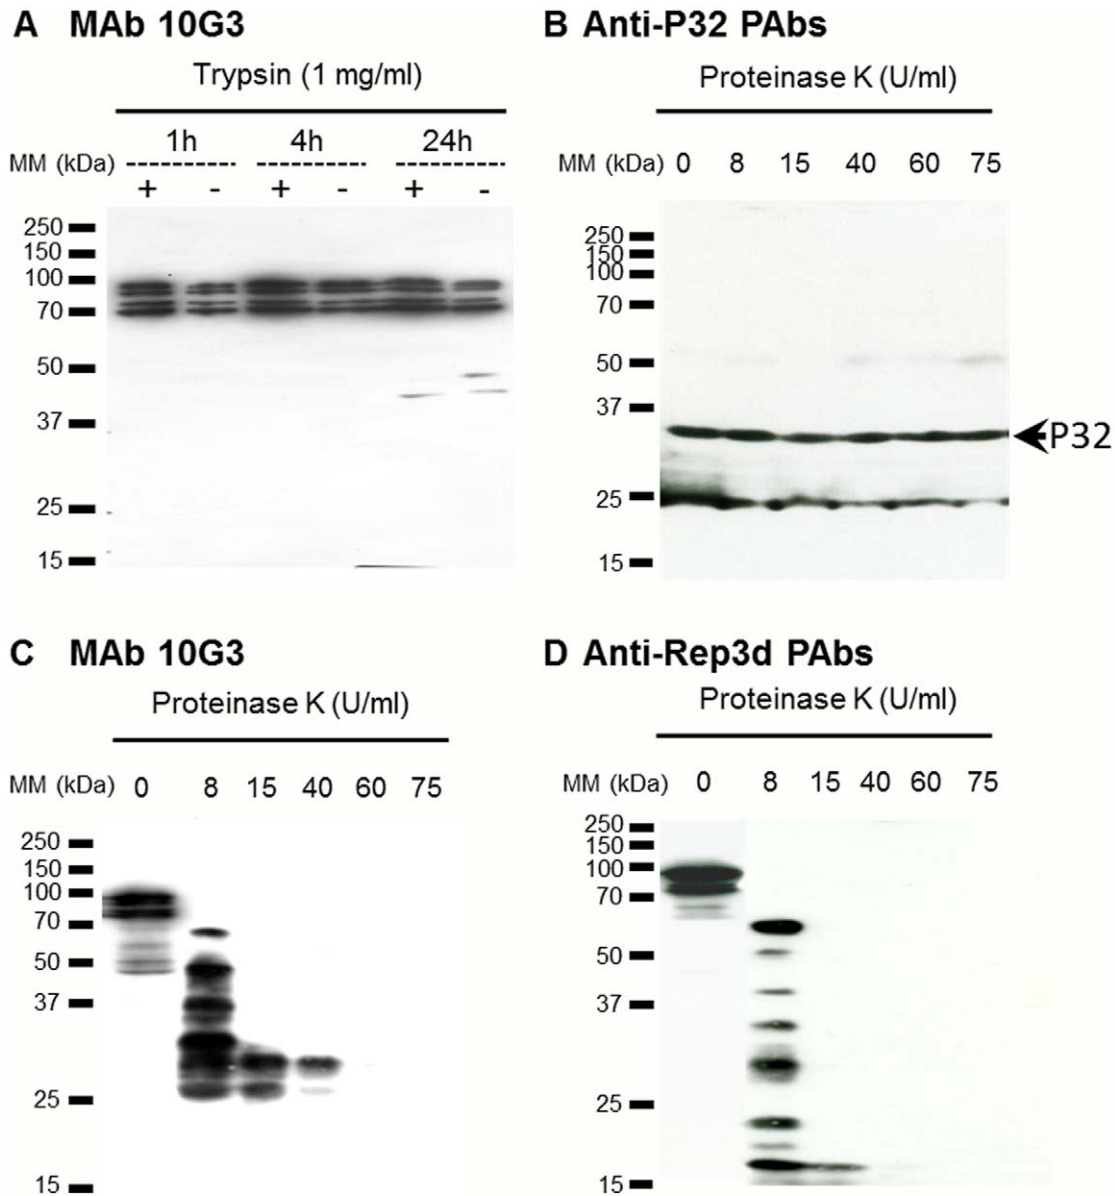 A MAb 10G3
Trypsin (1 mg/ml)
1h 4h 24h
MM (kDa)
+ - + - + -
250
150
100
70
50
37
25
15
B Anti-P32 PAbs
Proteinase K (U/ml)
MM (kDa) 0 8 15 40 60 75
250
150
100
70
50
37
25
15
P32
C MAb 10G3
Proteinase K (U/ml)
MM (kDa) 0 8 15 40 60 75
250
150
100
70
50
37
25
15
D Anti-Rep3d PAbs
Proteinase K (U/ml)
MM (kDa) 0 8 15 40 60 75
250
150
100
70
50
37
25
15